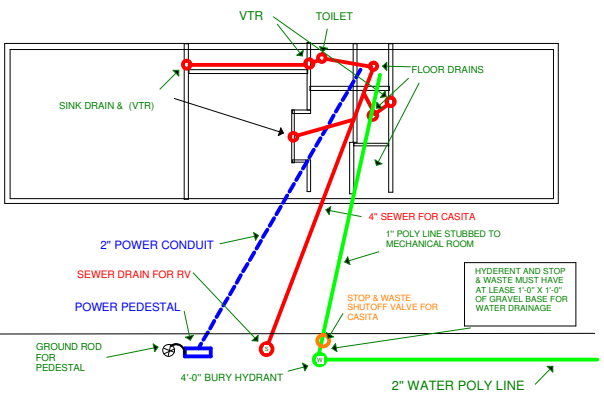 VTR
TOILET
FLOOR DRAINS
SINK DRAIN & (VTR)
4" SEWER FOR CASITA
1" POLY LINE STUBBED TO
MECHANICAL ROOM
2" POWER CONDUIT
SEWER DRAIN FOR RV
HYDERENT AND STOP
& WASTE MUST HAVE
AT LEASE 1'-0" X 1'-0"
OF GRAVEL BASE FOR
WATER DRAINAGE
STOP & WASTE
SHUTOFF VALVE FOR
CASITA
POWER PEDESTAL
GROUND ROD
FOR
PEDESTAL
S
W
4'-0" BURY HYDRANT
2" WATER POLY LINE